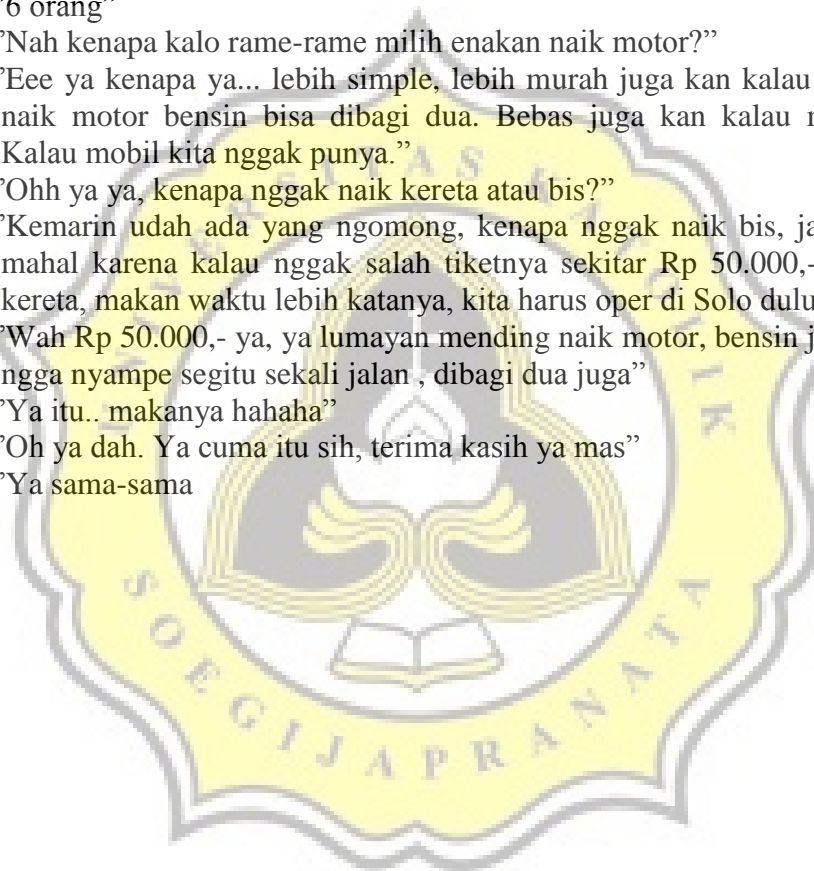 ”6 orang”
”Nah kenapa kalo rame-rame milih enakan naik motor?”
”Eee ya kenapa ya... lebih simple, lebih murah juga kan kalau
naik motor bensin bisa dibagi dua. Bebas juga kan kalau
Kalau mobil kita nggak punya.”
”Ohh ya ya, kenapa nggak naik kereta atau bis?”
”Kemarin udah ada yang ngomong, kenapa nggak naik bis,
mahal karena kalau nggak salah tiketnya sekitar Rp 50.000,-
kereta, makan waktu lebih katanya, kita harus oper di Solo dulu
”Wah Rp 50.000,- ya, ya lumayan mending naik motor, bensin
ngga nyampe segitu sekali jalan , dibagi dua juga”
”Ya itu.. makanya hahaha”
”Oh ya dah. Ya cuma itu sih, terima kasih ya mas”
”Ya sama-sama
UNIVERSITAS KATOLIK
SOEGIJAPRANATA